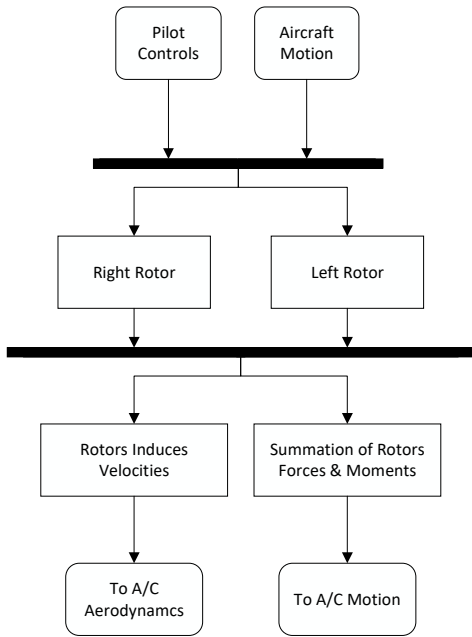 Pilot
Controls
Aircraft
Motion
Right Rotor
Left Rotor
Rotors Induces
Velocities
Summation of Rotors
Forces & Moments
To A/C
Aerodynamcs
To A/C Motion